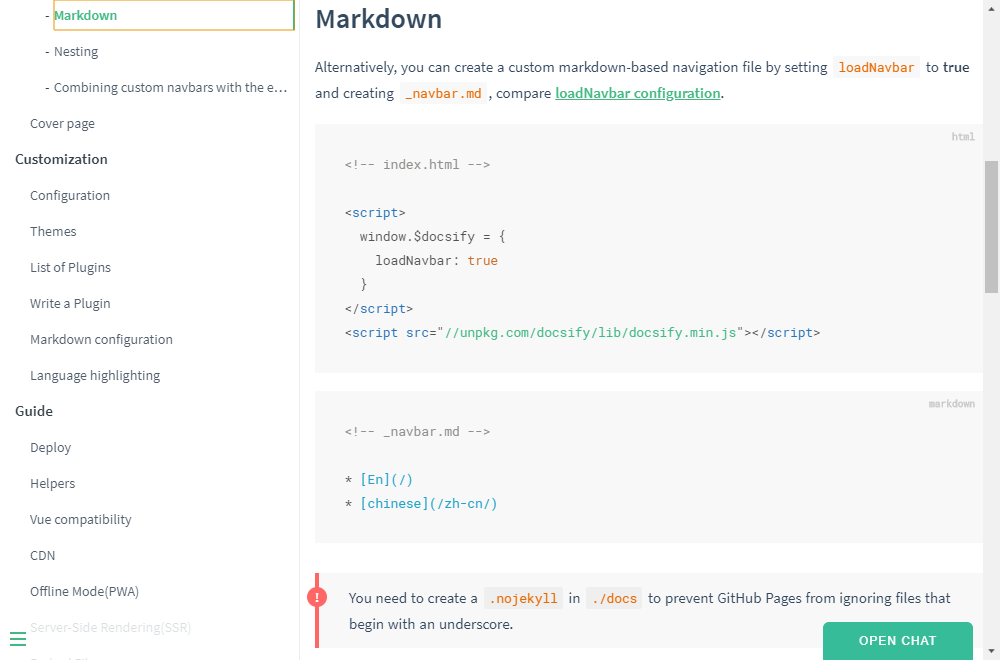 - Markdown
- Nesting
- Combining custom navbars with the e…
Cover page
Customization
Configuration
Themes
List of Plugins
Write a Plugin
Markdown configuration
Language highlighting
Guide
Deploy
Helpers
Vue compatibility
CDN
Offline Mode(PWA)
Server-Side Rendering(SSR)
Markdown
Alternatively, you can create a custom markdown-based navigation file by setting loadNavbar to true
and creating _navbar.md , compare loadNavbar configuration.
html
<!-- index.html -->
<script>
  window.$docsify = {
    loadNavbar: true
  }
</script>
<script src="//unpkg.com/docsify/lib/docsify.min.js"></script>
markdown
<!-- _navbar.md -->
* [En](/)
* [chinese](/zh-cn/)
! You need to create a .nojekyll in ./docs to prevent GitHub Pages from ignoring files that
begin with an underscore.
OPEN CHAT